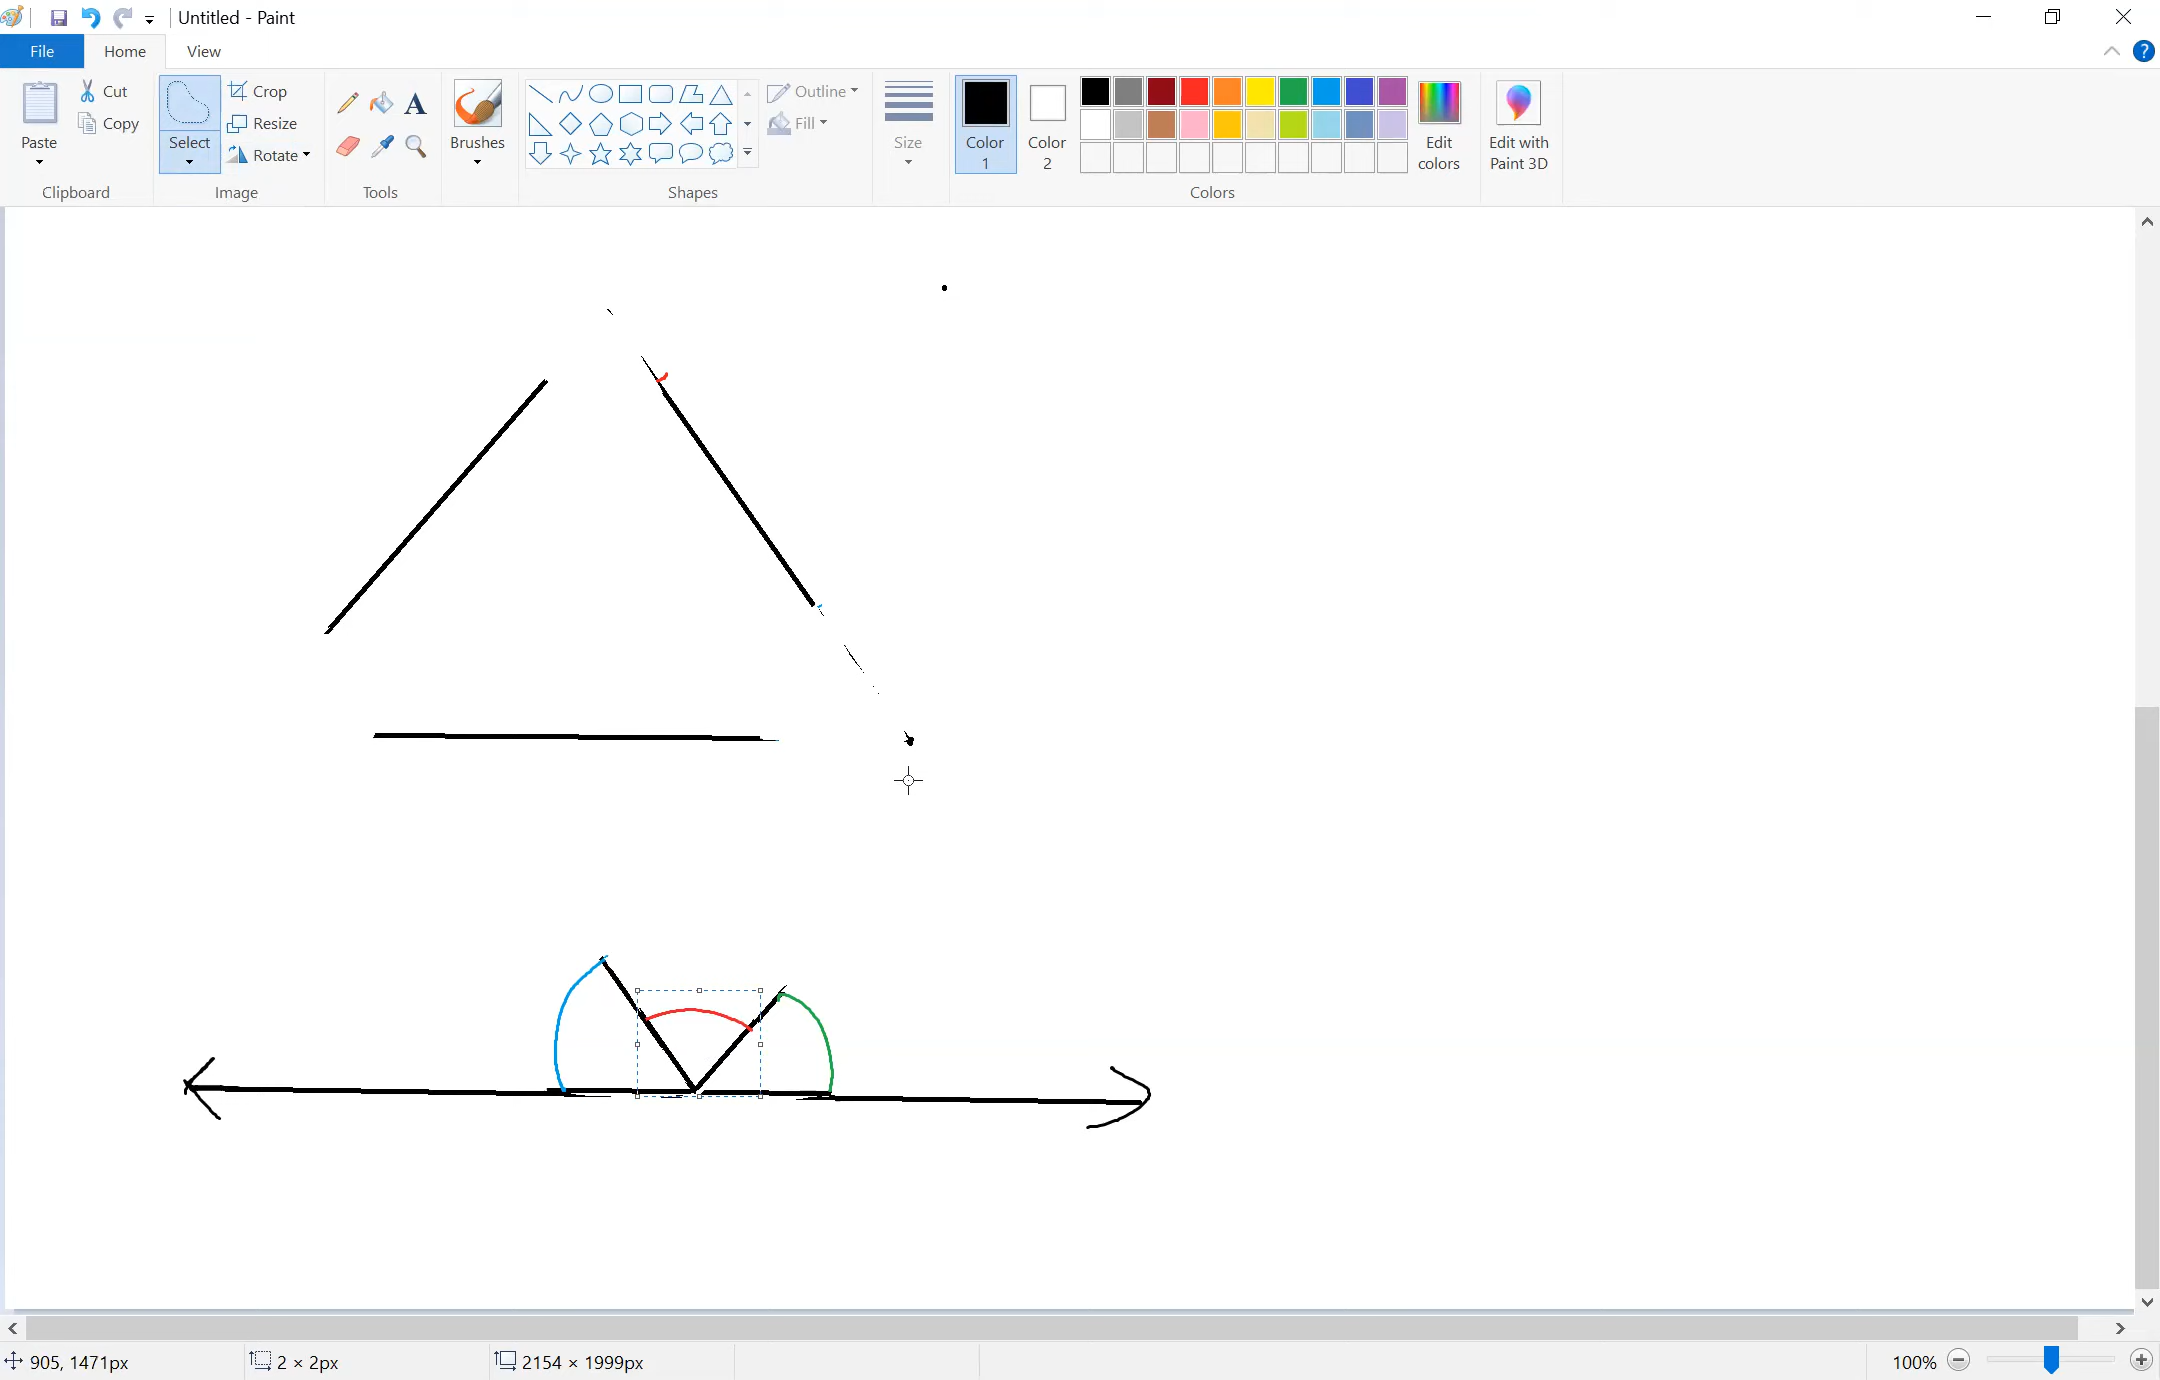 Untitled - Paint
File Home View
Paste Cut Copy Clipboard
Select Crop Resize Rotate Image
A Tools
Brushes
Shapes
Outline Fill
Size
Color 1 Color 2 Edit colors Colors
Edit with Paint 3D
?
905, 1471px 2 × 2px 2154 × 1999px 100%